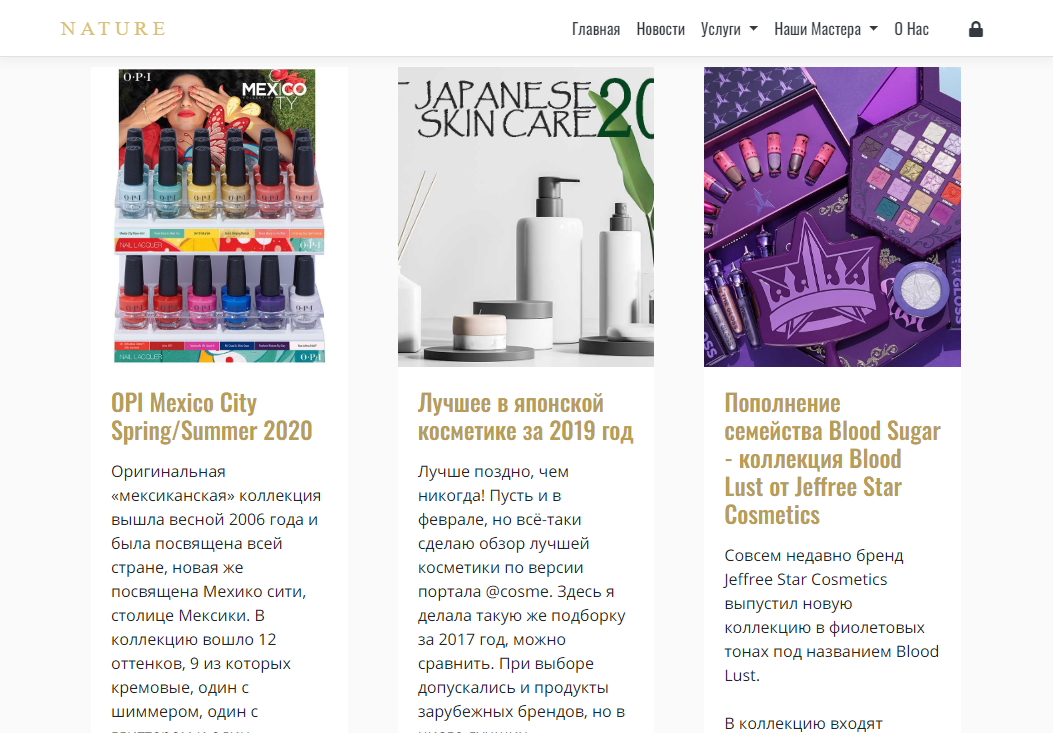 NATURE
Главная Новости Услуги Наши Мастера О Нас
O·P·I
MEXICO
JAPANESE 20
SKIN CARE
NAIL LACQUER
O·P·I
NAIL LACQUER
O·P·I
OPI Mexico City
Spring/Summer 2020
Оригинальная
«мексиканская» коллекция
вышла весной 2006 года и
была посвящена всей
стране, новая же
посвящена Мехико сити,
столице Мексики. В
коллекцию вошло 12
оттенков, 9 из которых
кремовые, один с
шиммером, один с
Лучшее в японской
косметике за 2019 год
Лучше поздно, чем
никогда! Пусть и в
феврале, но всё-таки
сделаю обзор лучшей
косметики по версии
портала @cosme. Здесь я
делала такую же подборку
за 2017 год, можно
сравнить. При выборе
допускались и продукты
зарубежных брендов, но в
Пополнение
семейства Blood Sugar
- коллекция Blood
Lust от Jeffree Star
Cosmetics
Совсем недавно бренд
Jeffree Star Cosmetics
выпустил новую
коллекцию в фиолетовых
тонах под названием Blood
Lust.
В коллекцию входят